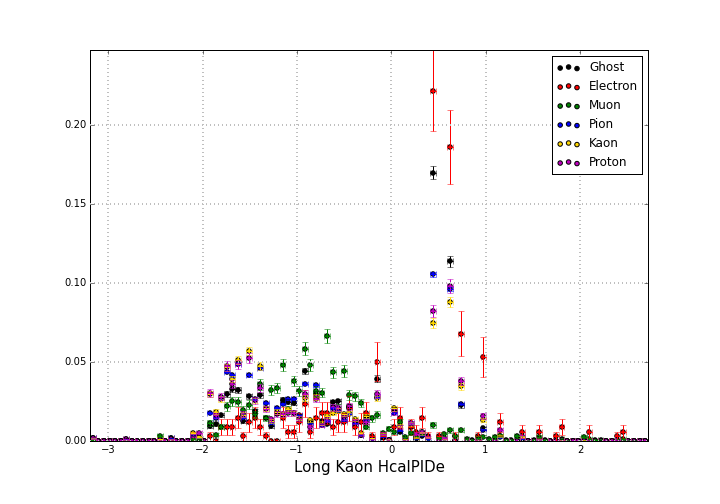 Ghost
Electron
Muon
Pion
Kaon
Proton
0.20
0.15
0.10
0.05
0.00
−3 −2 −1 0 1 2
Long Kaon HcalPIDe